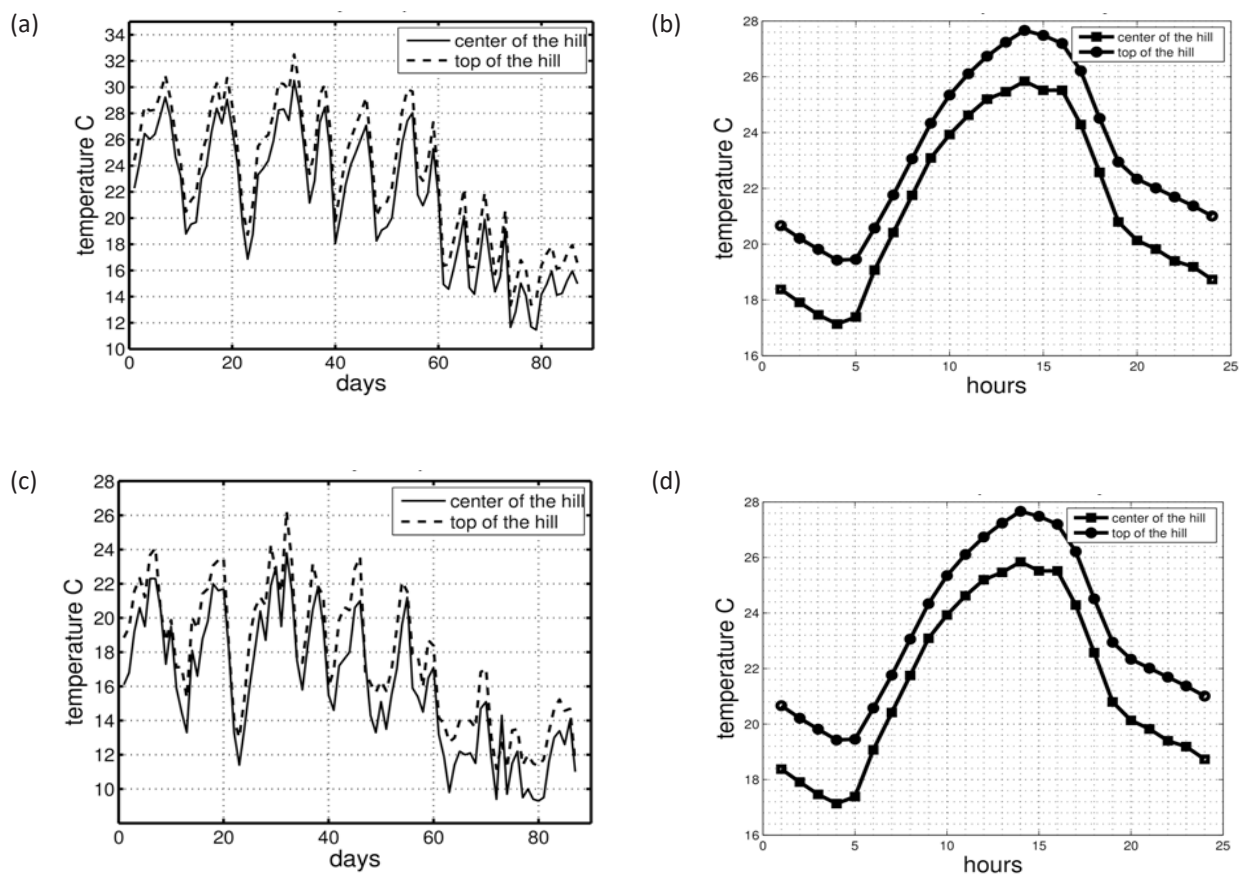 (a)
34
32
30
28
26
24
22
20
18
16
14
12
10
0 20 40 60 80
temperature C
days
center of the hill
top of the hill
(b)
28
26
24
22
20
18
16
0 5 10 15 20 25
temperature C
hours
center of the hill
top of the hill
(c)
28
26
24
22
20
18
16
14
12
10
0 20 40 60 80
temperature C
days
center of the hill
top of the hill
(d)
28
26
24
22
20
18
16
0 5 10 15 20 25
temperature C
hours
center of the hill
top of the hill